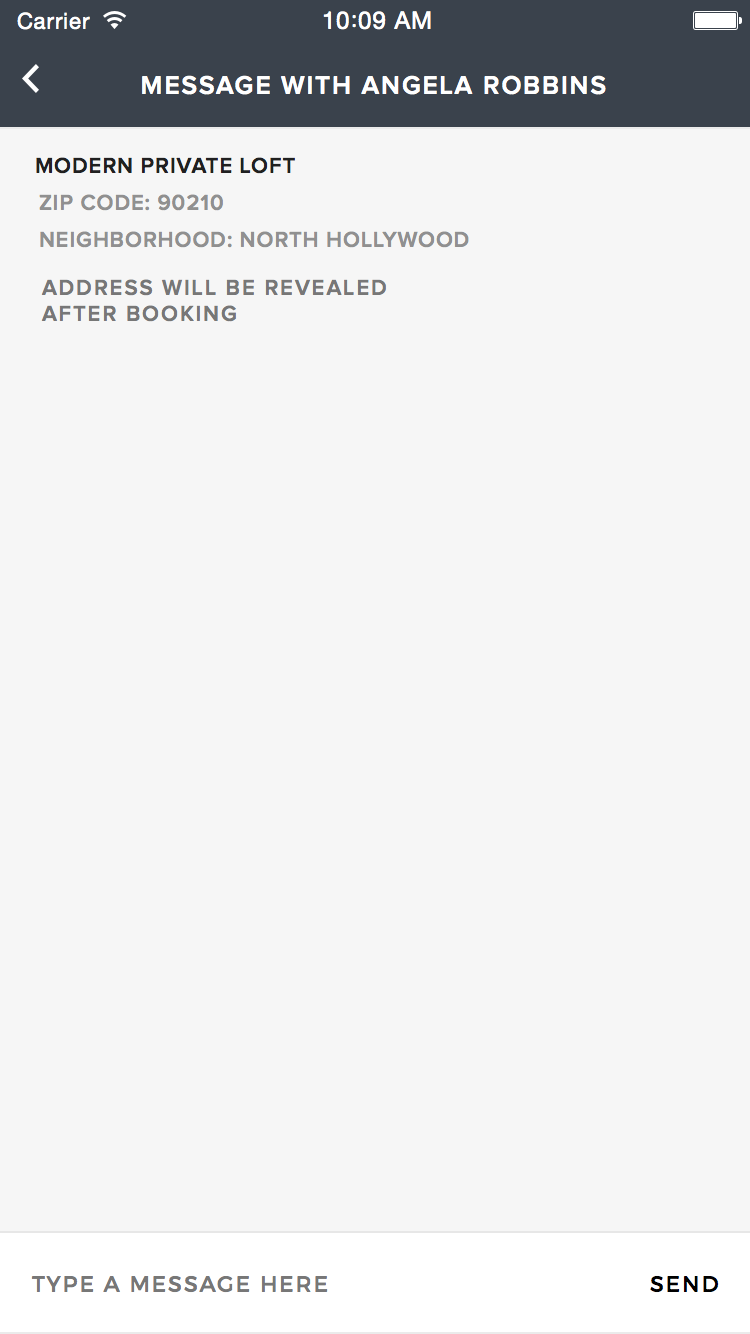 Carrier 10:09 AM
MESSAGE WITH ANGELA ROBBINS
MODERN PRIVATE LOFT
ZIP CODE: 90210
NEIGHBORHOOD: NORTH HOLLYWOOD
ADDRESS WILL BE REVEALED
AFTER BOOKING
TYPE A MESSAGE HERE SEND